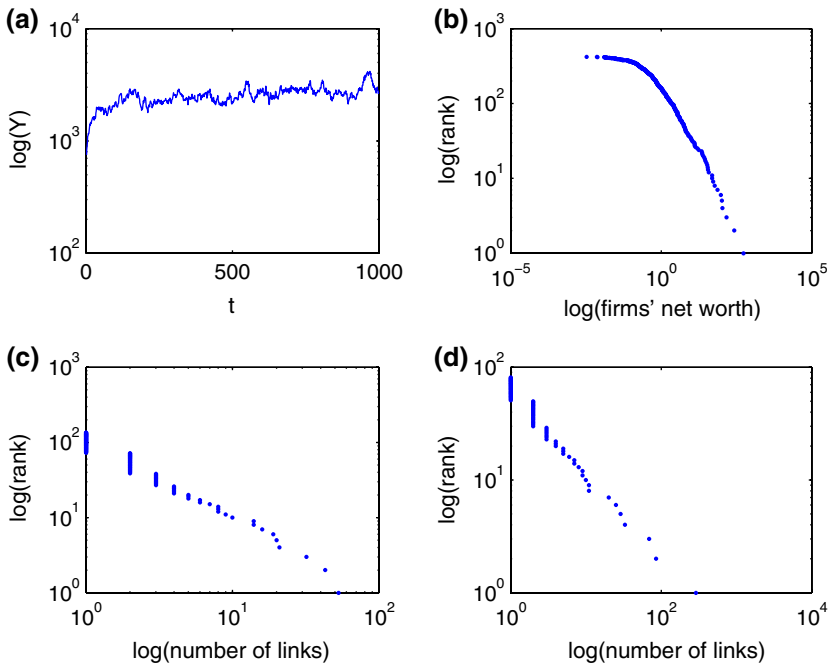 (a)
10^4
10^3
10^2
log(Y)
0
500
1000
t
(b)
10^3
10^2
10^1
10^0
log(rank)
10^-5
10^0
10^5
log(firms' net worth)
(c)
10^3
10^2
10^1
10^0
log(rank)
10^0
10^1
10^2
log(number of links)
(d)
10^2
10^1
10^0
log(rank)
10^0
10^2
10^4
log(number of links)